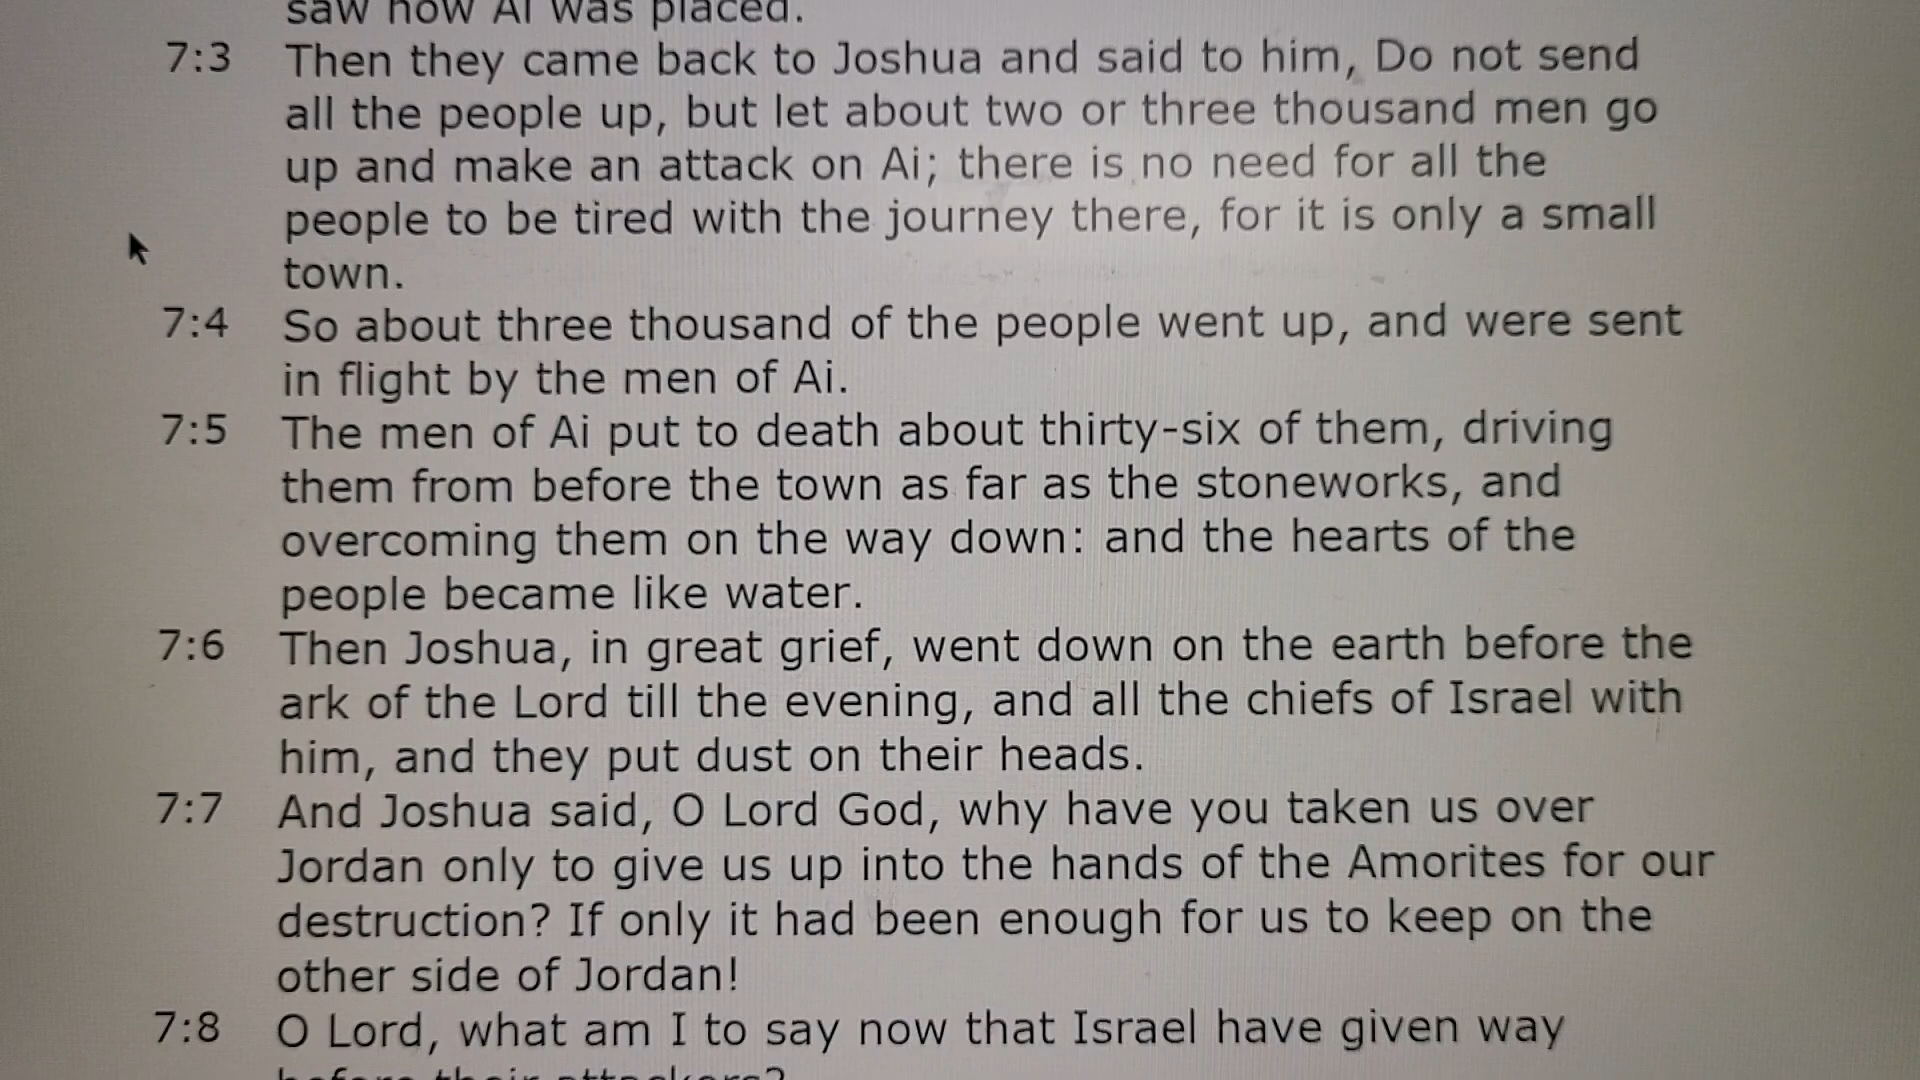 saw how Ai was placed.
7:3 Then they came back to Joshua and said to him, Do not send
all the people up, but let about two or three thousand men go
up and make an attack on Ai; there is no need for all the
people to be tired with the journey there, for it is only a small
town.
7:4 So about three thousand of the people went up, and were sent
in flight by the men of Ai.
7:5 The men of Ai put to death about thirty-six of them, driving
them from before the town as far as the stoneworks, and
overcoming them on the way down: and the hearts of the
people became like water.
7:6 Then Joshua, in great grief, went down on the earth before the
ark of the Lord till the evening, and all the chiefs of Israel with
him, and they put dust on their heads.
7:7 And Joshua said, O Lord God, why have you taken us over
Jordan only to give us up into the hands of the Amorites for our
destruction? If only it had been enough for us to keep on the
other side of Jordan!
7:8 O Lord, what am I to say now that Israel have given way
before their attackers?